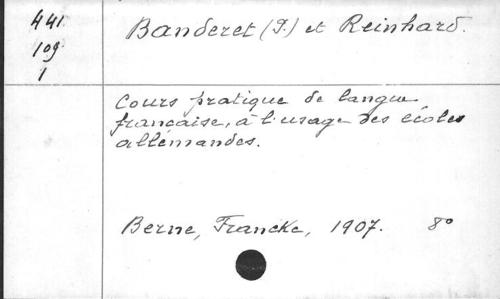 441
109
1
Banderet (P.) et Reinhard.
Cours pratique de langue
française, à l'usage des écoles
allemandes.
Berne, Francke, 1907. 8°